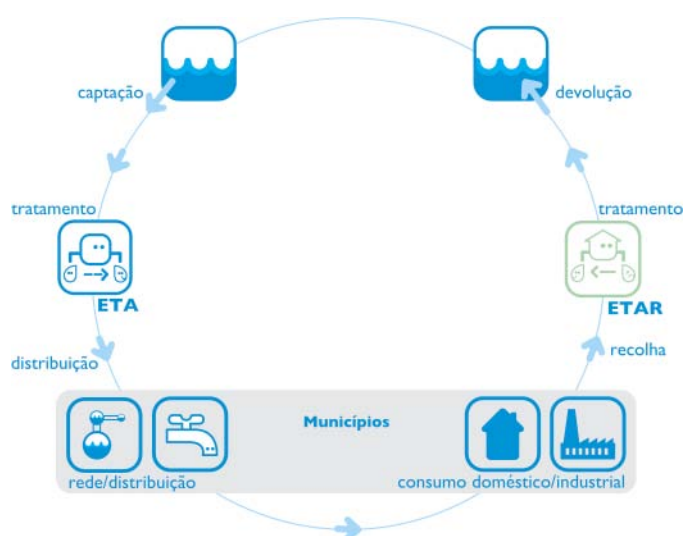 captação
devolução
tratamento
tratamento
ETA
ETAR
distribuição
recolha
Municípios
rede/distribuição
consumo doméstico/industrial